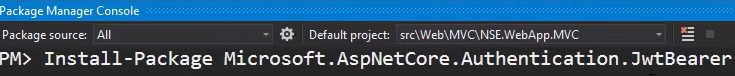 Package Manager Console
Package source: All Default project: src\Web\MVC\NSE.WebApp.MVC
PM> Install-Package Microsoft.AspNetCore.Authentication.JwtBearer